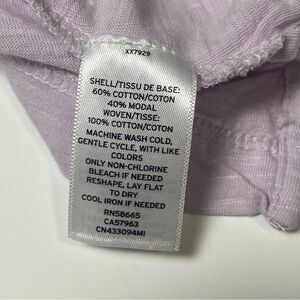 XX7929
SHELL/TISSU DE BASE:
60% COTTON/COTON
40% MODAL
WOVEN/TISSE:
100% COTTON/COTON
MACHINE WASH COLD,
GENTLE CYCLE, WITH LIKE
COLORS
ONLY NON-CHLORINE
BLEACH IF NEEDED
RESHAPE, LAY FLAT
TO DRY
COOL IRON IF NEEDED
RN58665
CA57963
CN433094MI